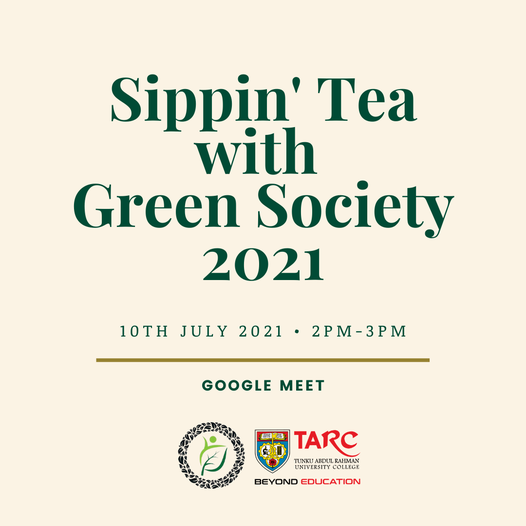 Sippin' Tea
with
Green Society
2021
10TH JULY 2021 • 2PM-3PM
GOOGLE MEET
TARC
TUNKU ABDUL RAHMAN
UNIVERSITY COLLEGE
BEYOND EDUCATION